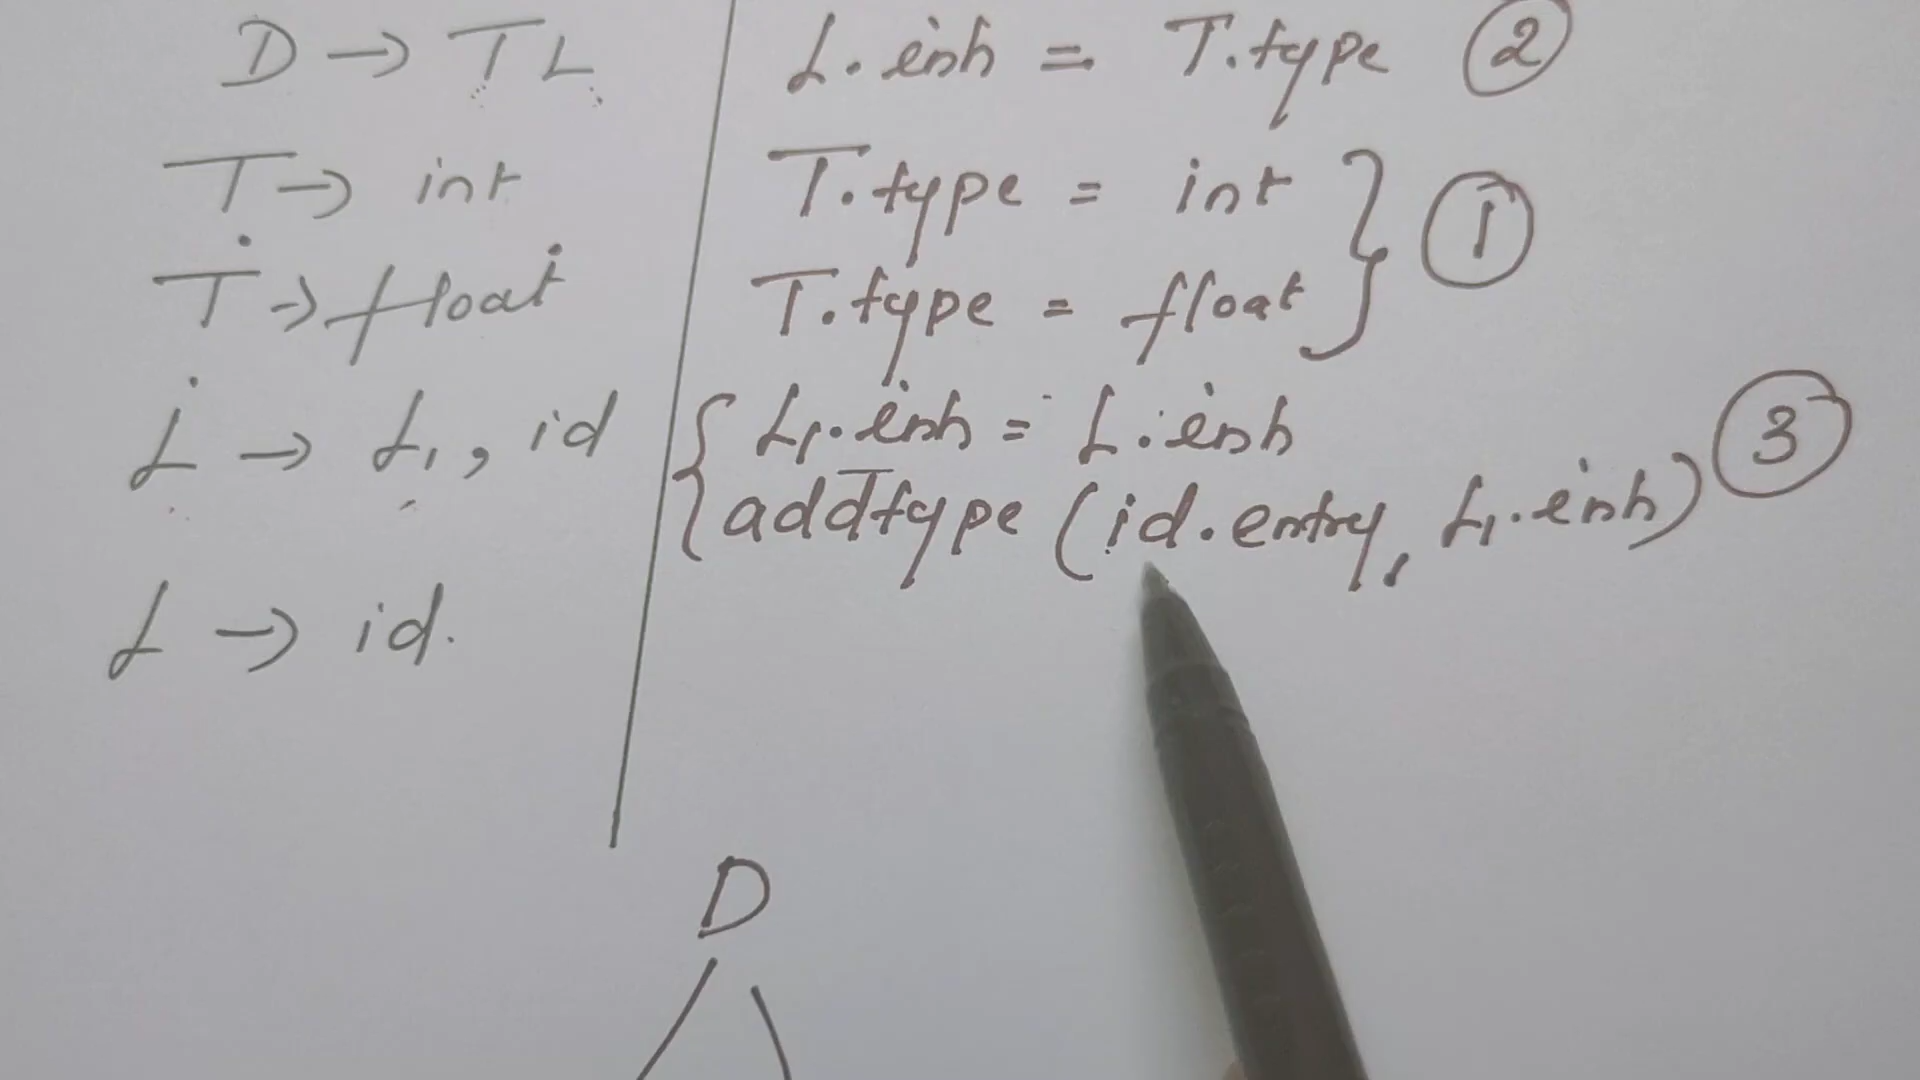 D → T L L.inh = T.type ②
T → int T.type = int
T → float T.type = float } ①
L → L1, id { L1.inh = L.inh
addType (id.entry, L1.inh) ③
L → id.
D